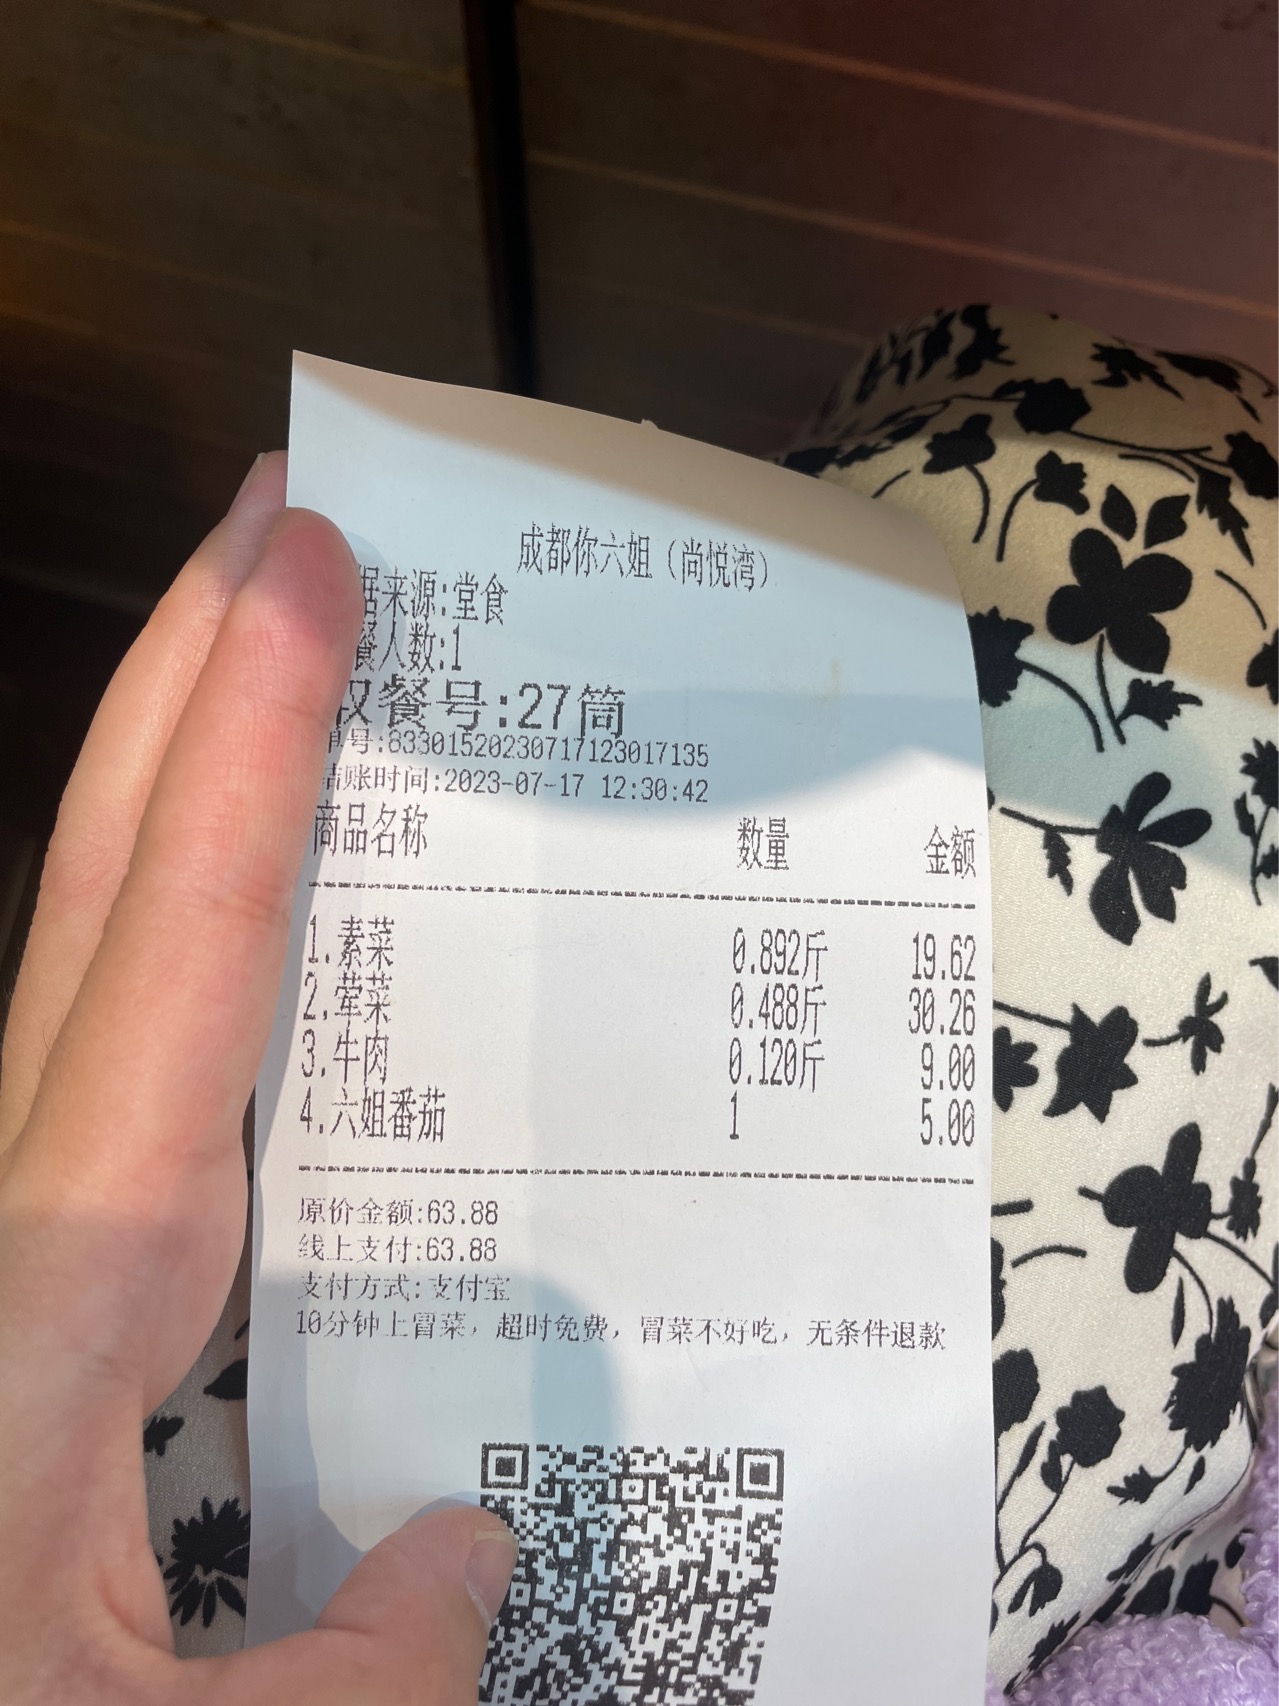 成都你六姐（尚悦湾）
据来源:堂食
餐人数:1
取餐号:27筒
单号:8330152023071712301​7135
结账时间:2023-07-17 12:30:42
商品名称 数量 金额
1.素菜 0.892斤 19.62
2.荤菜 0.488斤 30.26
3.牛肉 0.120斤 9.00
4.六姐番茄 1 5.00
原价金额:63.88
线上支付:63.88
支付方式:支付宝
10分钟上冒菜，超时免费，冒菜不好吃，无条件退款